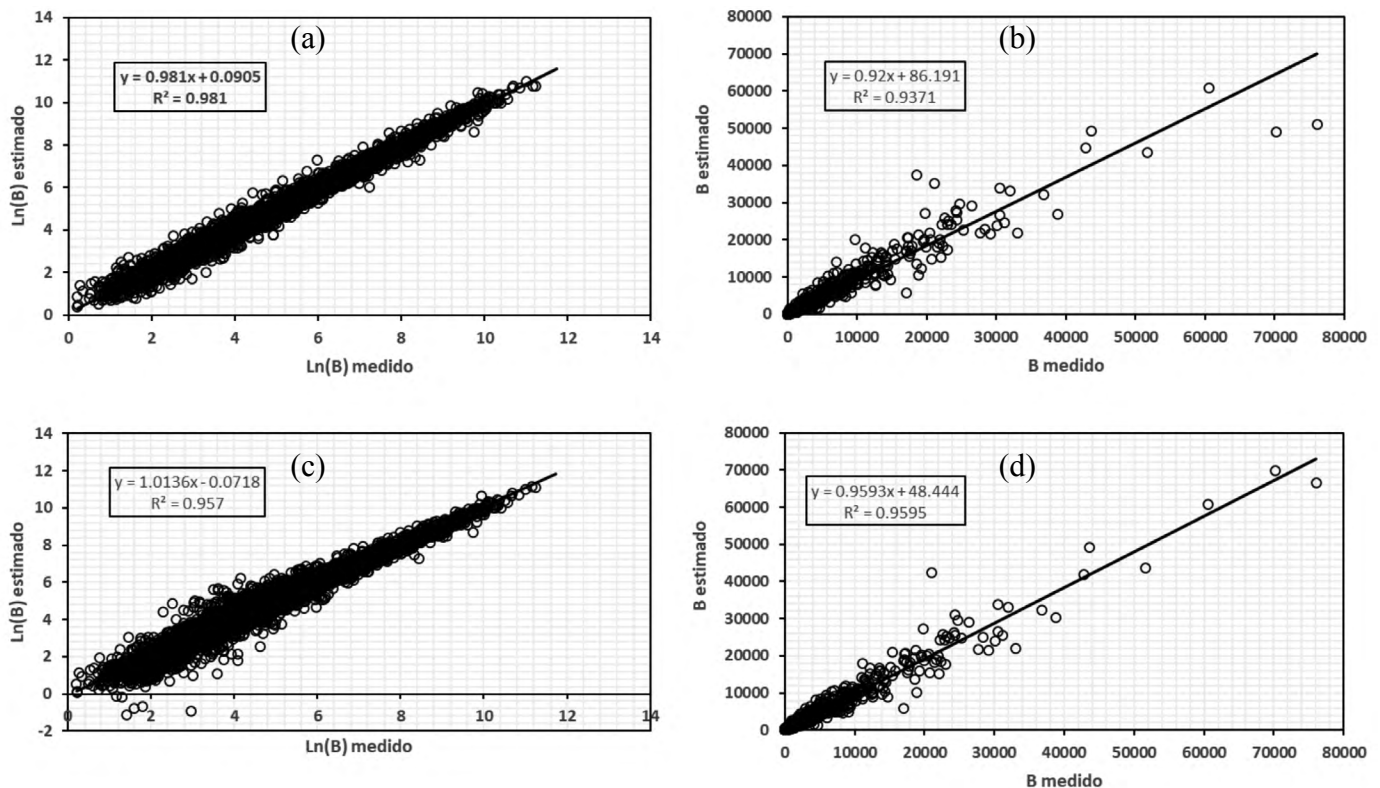 (a)
14
12
10
8
6
4
2
0
Ln(B) estimado
y = 0.981x + 0.0905
R² = 0.981
0 2 4 6 8 10 12 14
Ln(B) medido
(b)
80000
70000
60000
50000
40000
30000
20000
10000
0
B estimado
y = 0.92x + 86.191
R² = 0.9371
0 10000 20000 30000 40000 50000 60000 70000 80000
B medido
(c)
14
12
10
8
6
4
2
0
-2
Ln(B) estimado
y = 1.0136x - 0.0718
R² = 0.957
0 2 4 6 8 10 12 14
Ln(B) medido
(d)
80000
70000
60000
50000
40000
30000
20000
10000
0
B estimado
y = 0.9593x + 48.444
R² = 0.9595
0 10000 20000 30000 40000 50000 60000 70000 80000
B medido